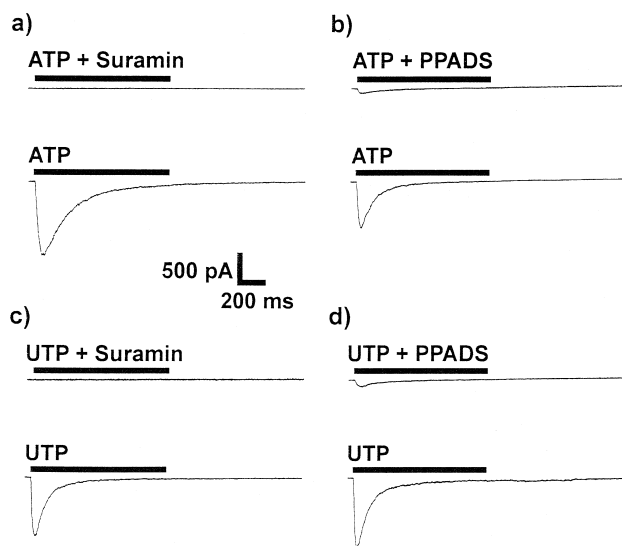 a)
ATP + Suramin
ATP
b)
ATP + PPADS
ATP
500 pA
200 ms
c)
UTP + Suramin
UTP
d)
UTP + PPADS
UTP